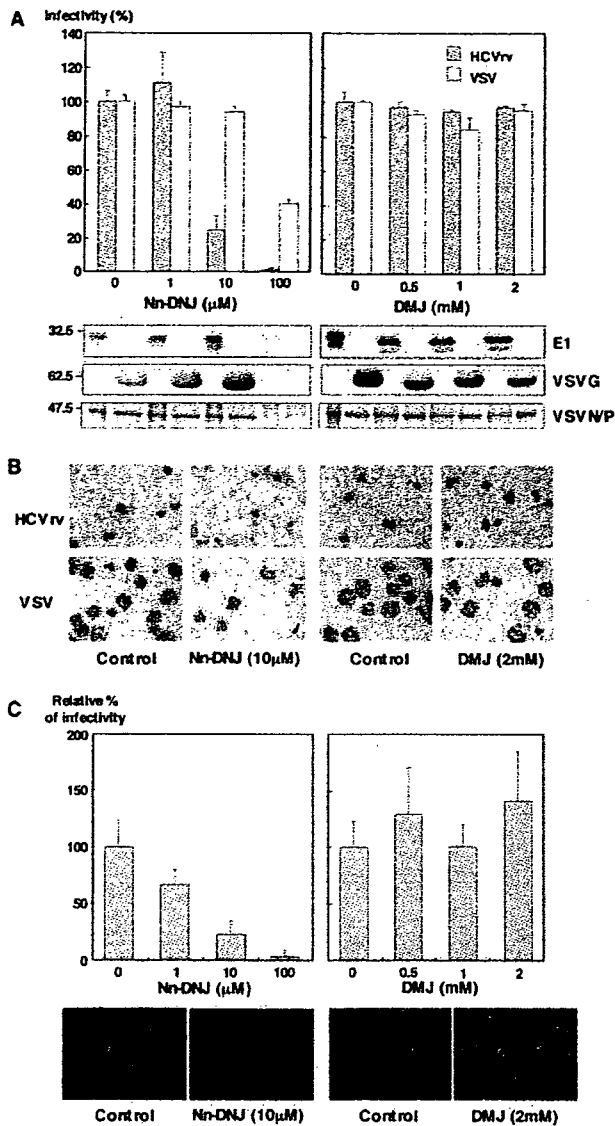 A
Infectivity (%)
140
120
100
80
60
40
20
0
HCVrv
VSV
0 1 10 100
Nn-DNJ (μM)
0 0.5 1 2
DMJ (mM)
32.5
E1
62.5
VSVG
47.5
VSVN/P
B
HCVrv
VSV
Control Nn-DNJ (10μM) Control DMJ (2mM)
C
Relative %
of infectivity
200
150
100
50
0
0 1 10 100
Nn-DNJ (μM)
0 0.5 1 2
DMJ (mM)
Control Nn-DNJ (10μM) Control DMJ (2mM)